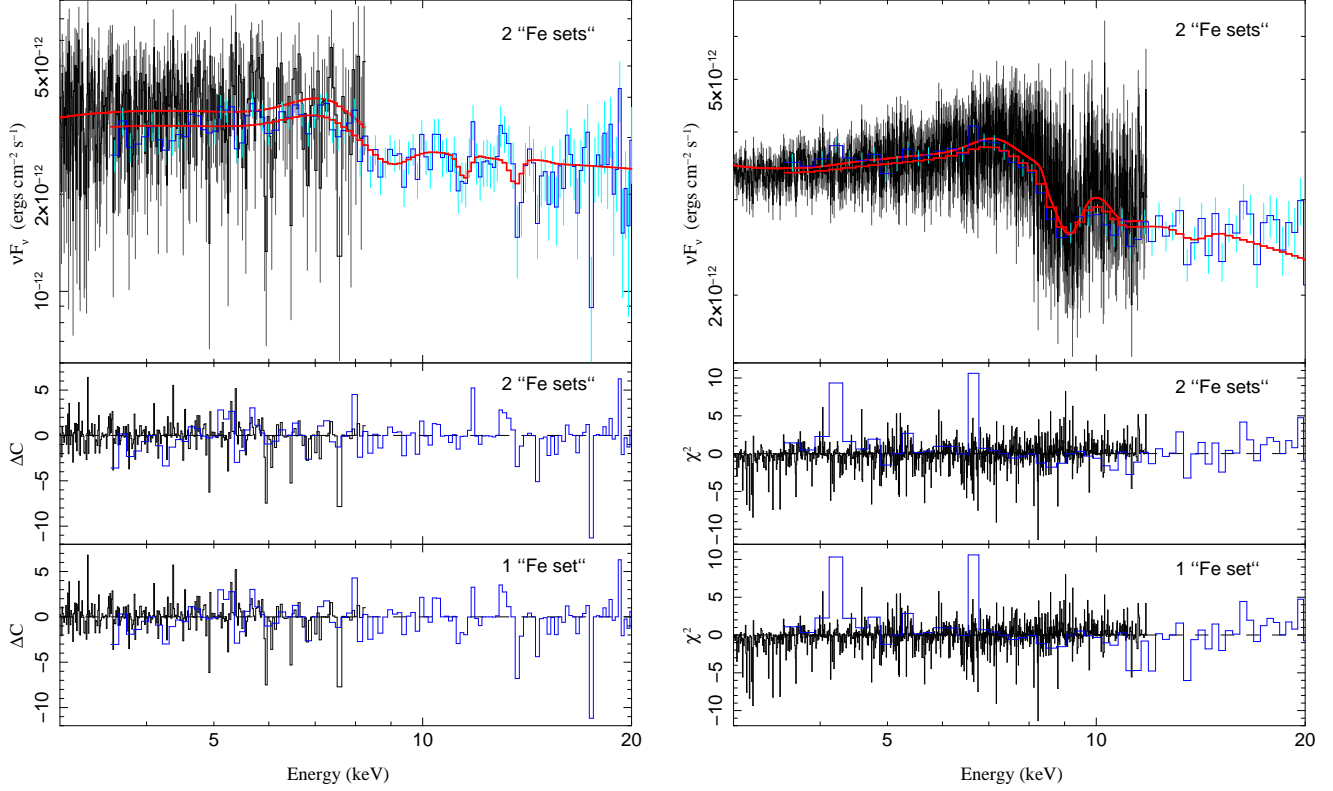 2 “Fe sets“
5×10⁻¹²
2×10⁻¹²
10⁻¹²
νFᵥ (ergs cm⁻² s⁻¹)
2 “Fe sets“
5
0
−5
−10
ΔC
1 “Fe set“
5
0
−5
−10
ΔC
5 10 20
Energy (keV)
2 “Fe sets“
5×10⁻¹²
2×10⁻¹²
νFᵥ (ergs cm⁻² s⁻¹)
2 “Fe sets“
10
5
0
−5
−10
χ²
1 “Fe set“
10
5
0
−5
−10
χ²
5 10 20
Energy (keV)